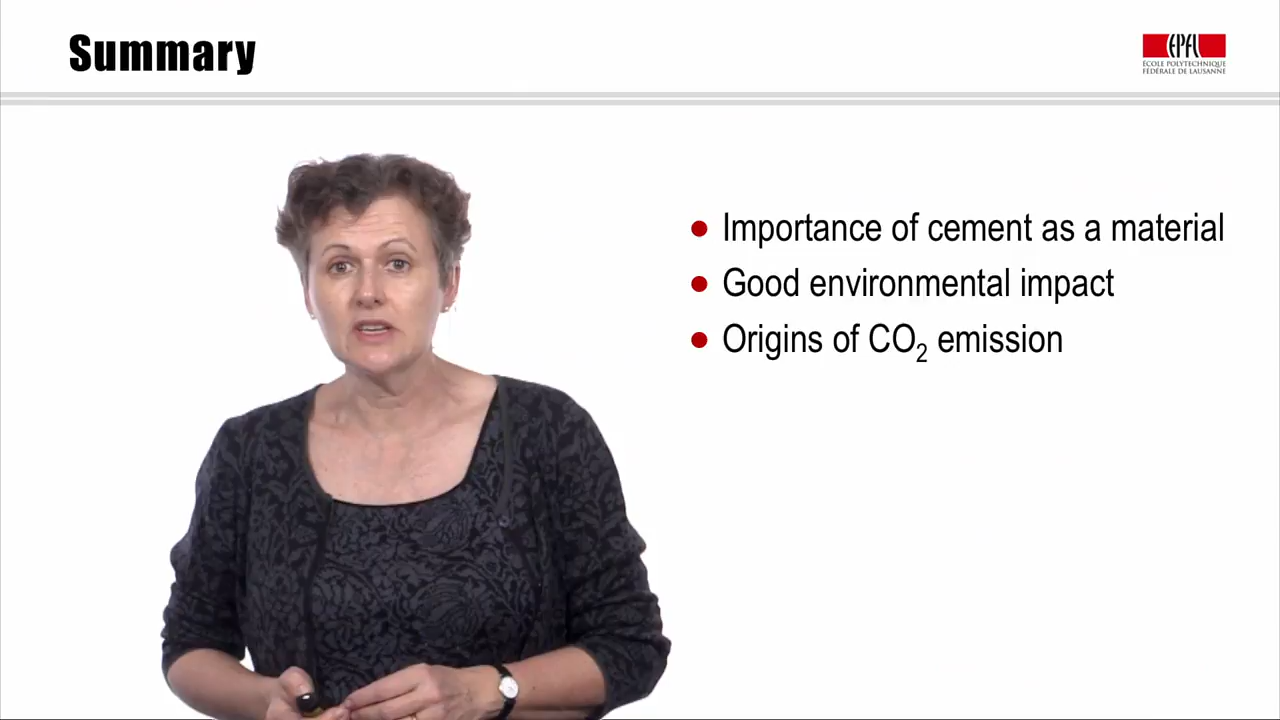 Summary
EPFL
ÉCOLE POLYTECHNIQUE
FÉDÉRALE DE LAUSANNE
● Importance of cement as a material
● Good environmental impact
● Origins of CO₂ emission